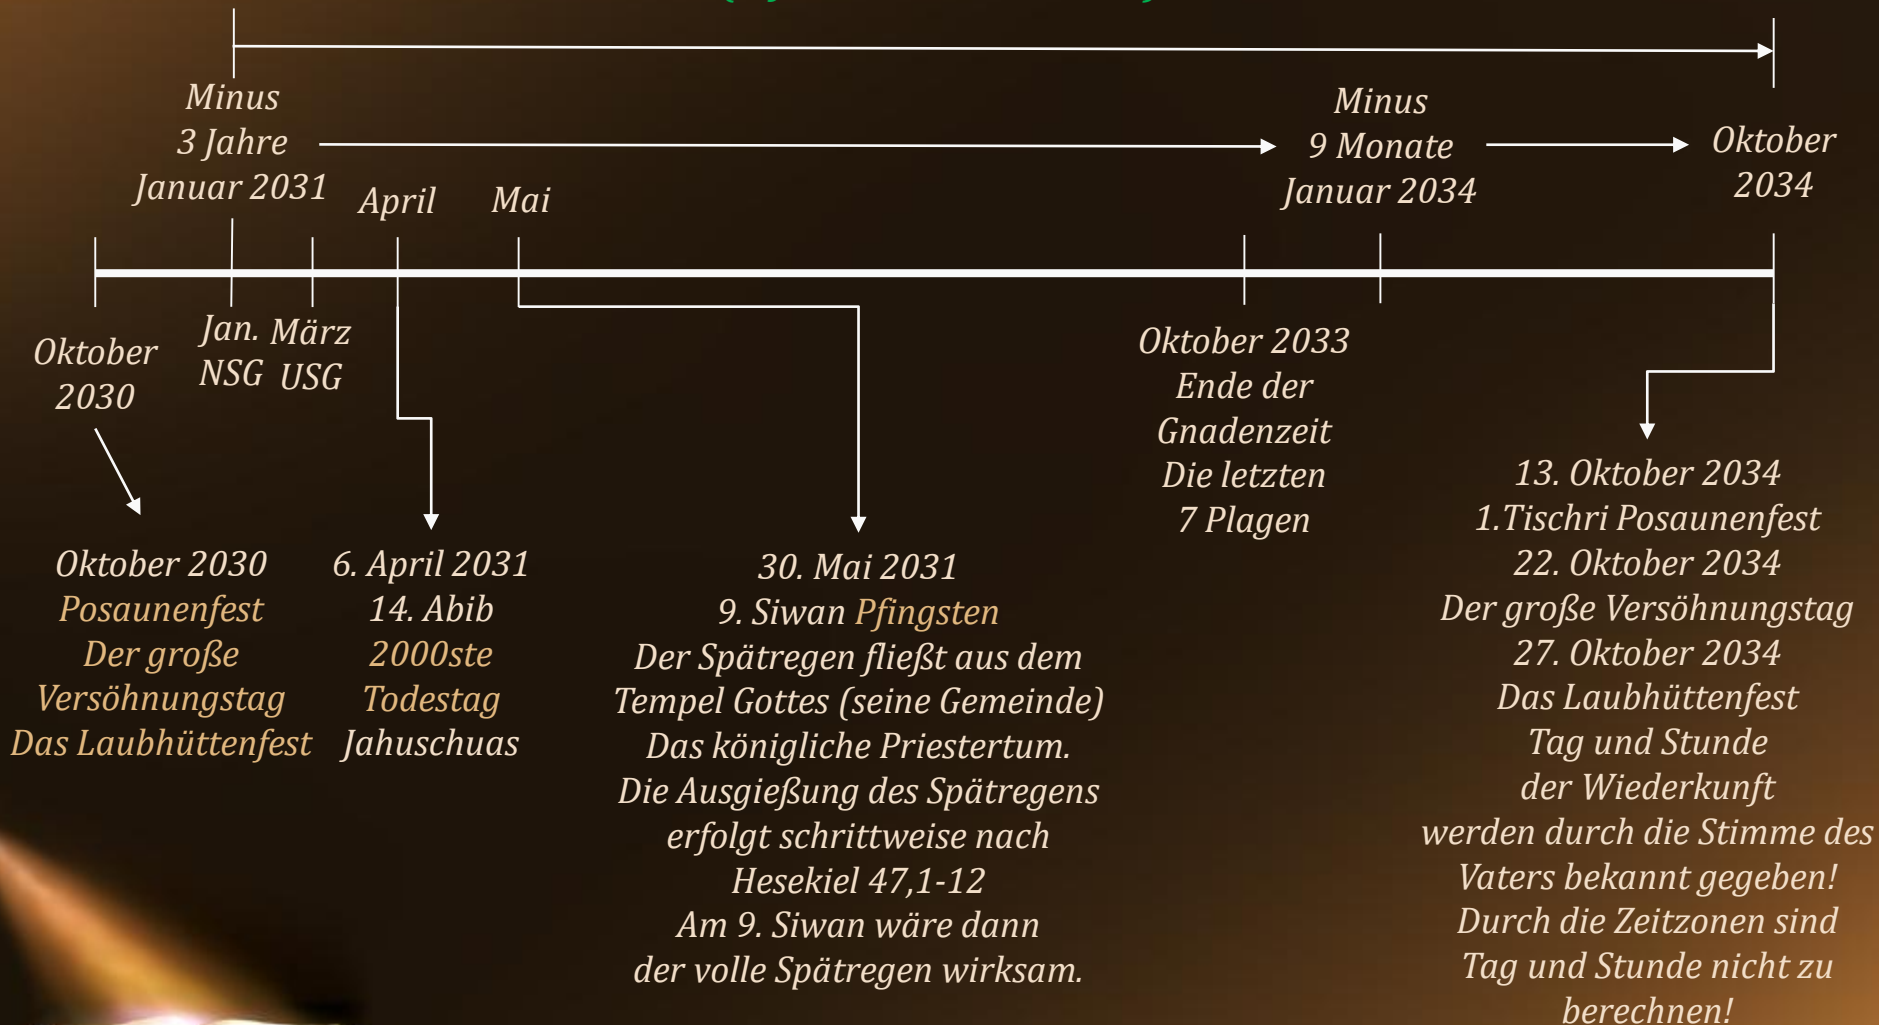 Minus
3 Jahre
Januar 2031
April
Mai
Minus
9 Monate
Januar 2034
Oktober
2034
Oktober
2030
Jan.
NSG
März
USG
Oktober 2033
Ende der
Gnadenzeit
Die letzten
7 Plagen
Oktober 2030
Posaunenfest
Der große
Versöhnungstag
Das Laubhüttenfest
6. April 2031
14. Abib
2000ste
Todestag
Jahuschuas
30. Mai 2031
9. Siwan Pfingsten
Der Spätregen fließt aus dem
Tempel Gottes (seine Gemeinde)
Das königliche Priestertum.
Die Ausgießung des Spätregens
erfolgt schrittweise nach
Hesekiel 47,1-12
Am 9. Siwan wäre dann
der volle Spätregen wirksam.
13. Oktober 2034
1.Tischri Posaunenfest
22. Oktober 2034
Der große Versöhnungstag
27. Oktober 2034
Das Laubhüttenfest
Tag und Stunde
der Wiederkunft
werden durch die Stimme des
Vaters bekannt gegeben!
Durch die Zeitzonen sind
Tag und Stunde nicht zu
berechnen!